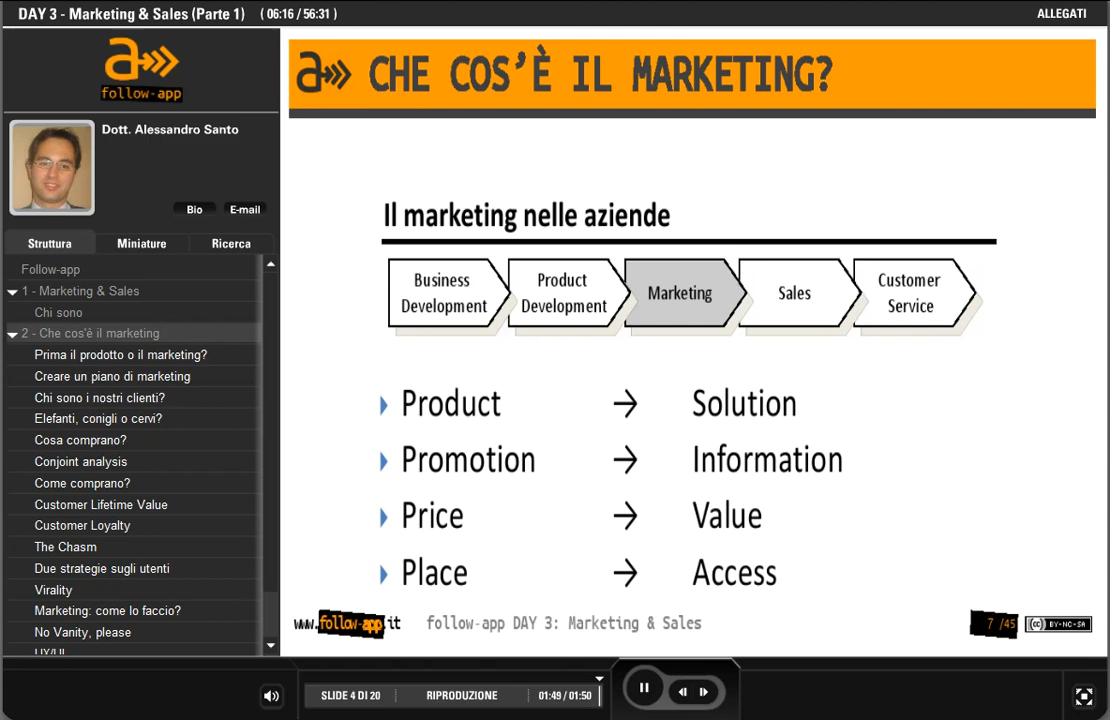 DAY 3 - Marketing & Sales (Parte 1) ( 06:16 / 56:31 ) ALLEGATI
a
follow-app
Dott. Alessandro Santo
Bio E-mail
Struttura Miniature Ricerca
Follow-app
1 - Marketing & Sales
Chi sono
2 - Che cos'è il marketing
Prima il prodotto o il marketing?
Creare un piano di marketing
Chi sono i nostri clienti?
Elefanti, conigli o cervi?
Cosa comprano?
Conjoint analysis
Come comprano?
Customer Lifetime Value
Customer Loyalty
The Chasm
Due strategie sugli utenti
Virality
Marketing: come lo faccio?
No Vanity, please
UX/UI
a CHE COS'È IL MARKETING?
Il marketing nelle aziende
Business Development
Product Development
Marketing
Sales
Customer Service
Product → Solution
Promotion → Information
Price → Value
Place → Access
www.follow-app.it follow-app DAY 3: Marketing & Sales 7 /45 (cc) BY-NC-SA
SLIDE 4 DI 20 RIPRODUZIONE 01:49 / 01:50